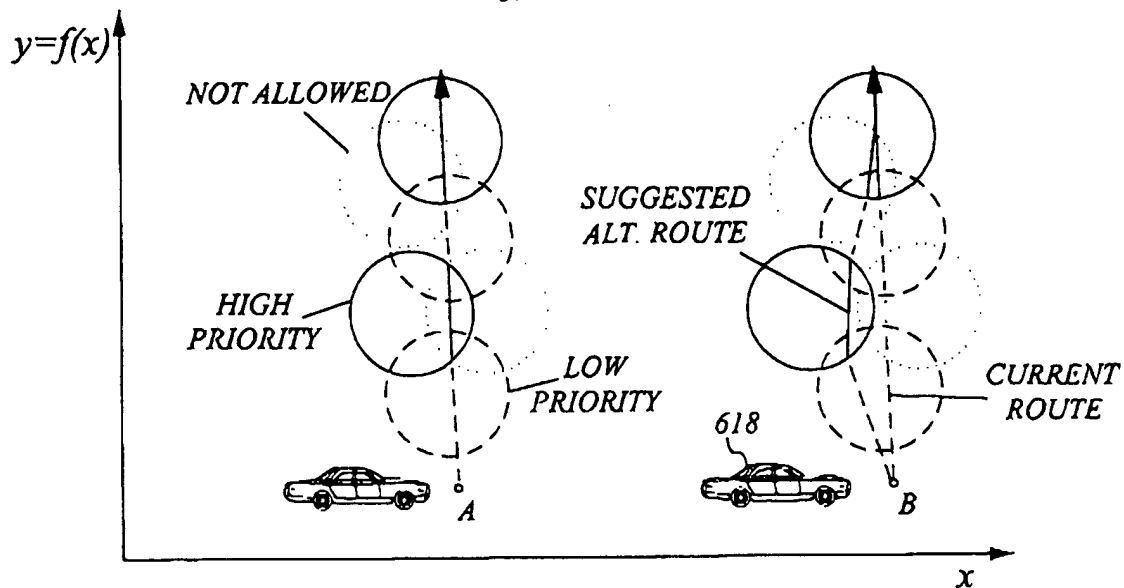 y=f(x)
NOT ALLOWED
HIGH
PRIORITY
LOW
PRIORITY
A
SUGGESTED
ALT. ROUTE
618
CURRENT
ROUTE
B
x